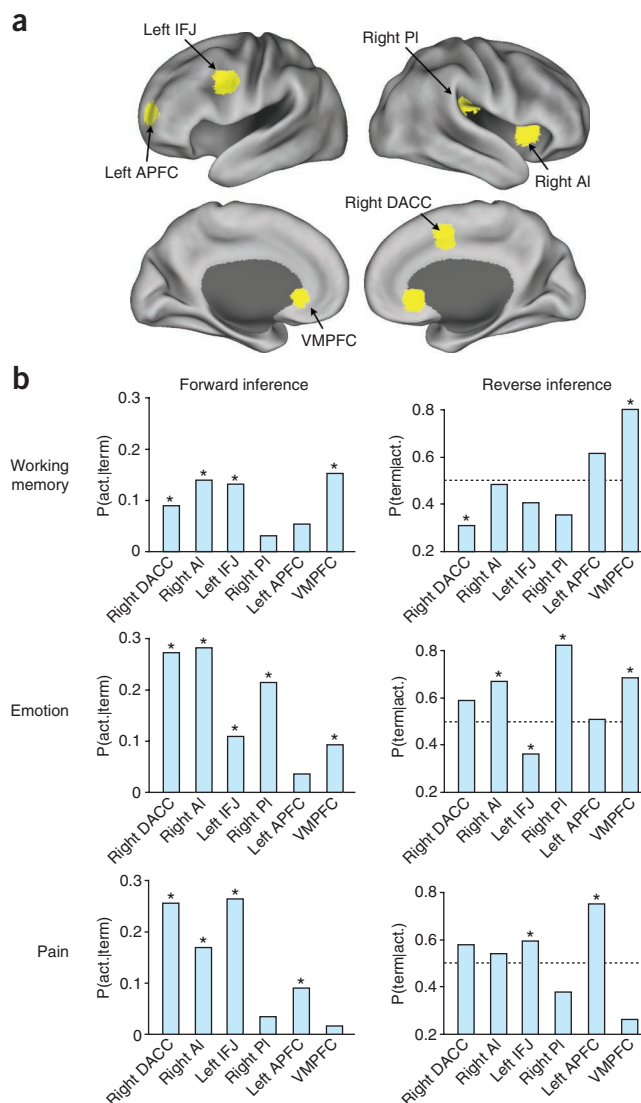 a
Left IFJ
Right PI
Left APFC
Right AI
Right DACC
VMPFC
b
Forward inference
Reverse inference
Working
memory
P(act.|term)
0.3
0.2
0.1
0
* * * *
Right DACC
Right AI
Left IFJ
Right PI
Left APFC
VMPFC
P(term|act.)
0.8
0.6
0.4
0.2
* *
Right DACC
Right AI
Left IFJ
Right PI
Left APFC
VMPFC
Emotion
P(act.|term)
0.3
0.2
0.1
0
* * * * *
Right DACC
Right AI
Left IFJ
Right PI
Left APFC
VMPFC
P(term|act.)
0.8
0.6
0.4
0.2
* * * *
Right DACC
Right AI
Left IFJ
Right PI
Left APFC
VMPFC
Pain
P(act.|term)
0.3
0.2
0.1
0
* * * *
Right DACC
Right AI
Left IFJ
Right PI
Left APFC
VMPFC
P(term|act.)
0.8
0.6
0.4
0.2
* *
Right DACC
Right AI
Left IFJ
Right PI
Left APFC
VMPFC